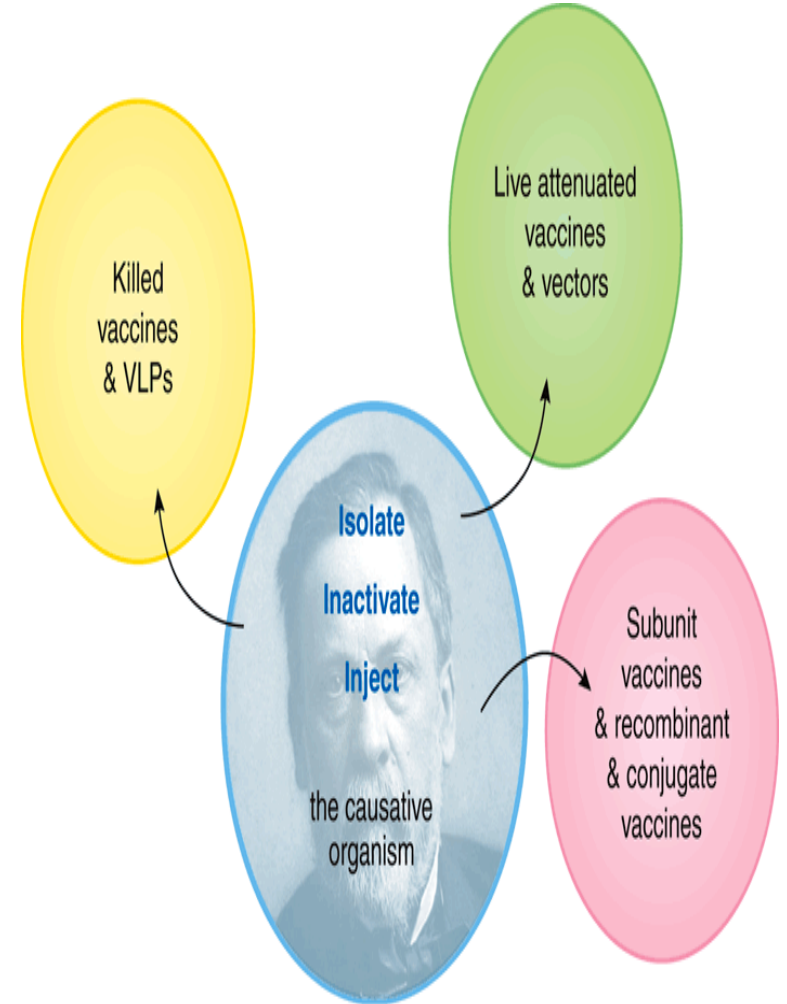 Killed
vaccines
& VLPs
Live attenuated
vaccines
& vectors
Isolate
Inactivate
Inject
the causative
organism
Subunit
vaccines
& recombinant
& conjugate
vaccines